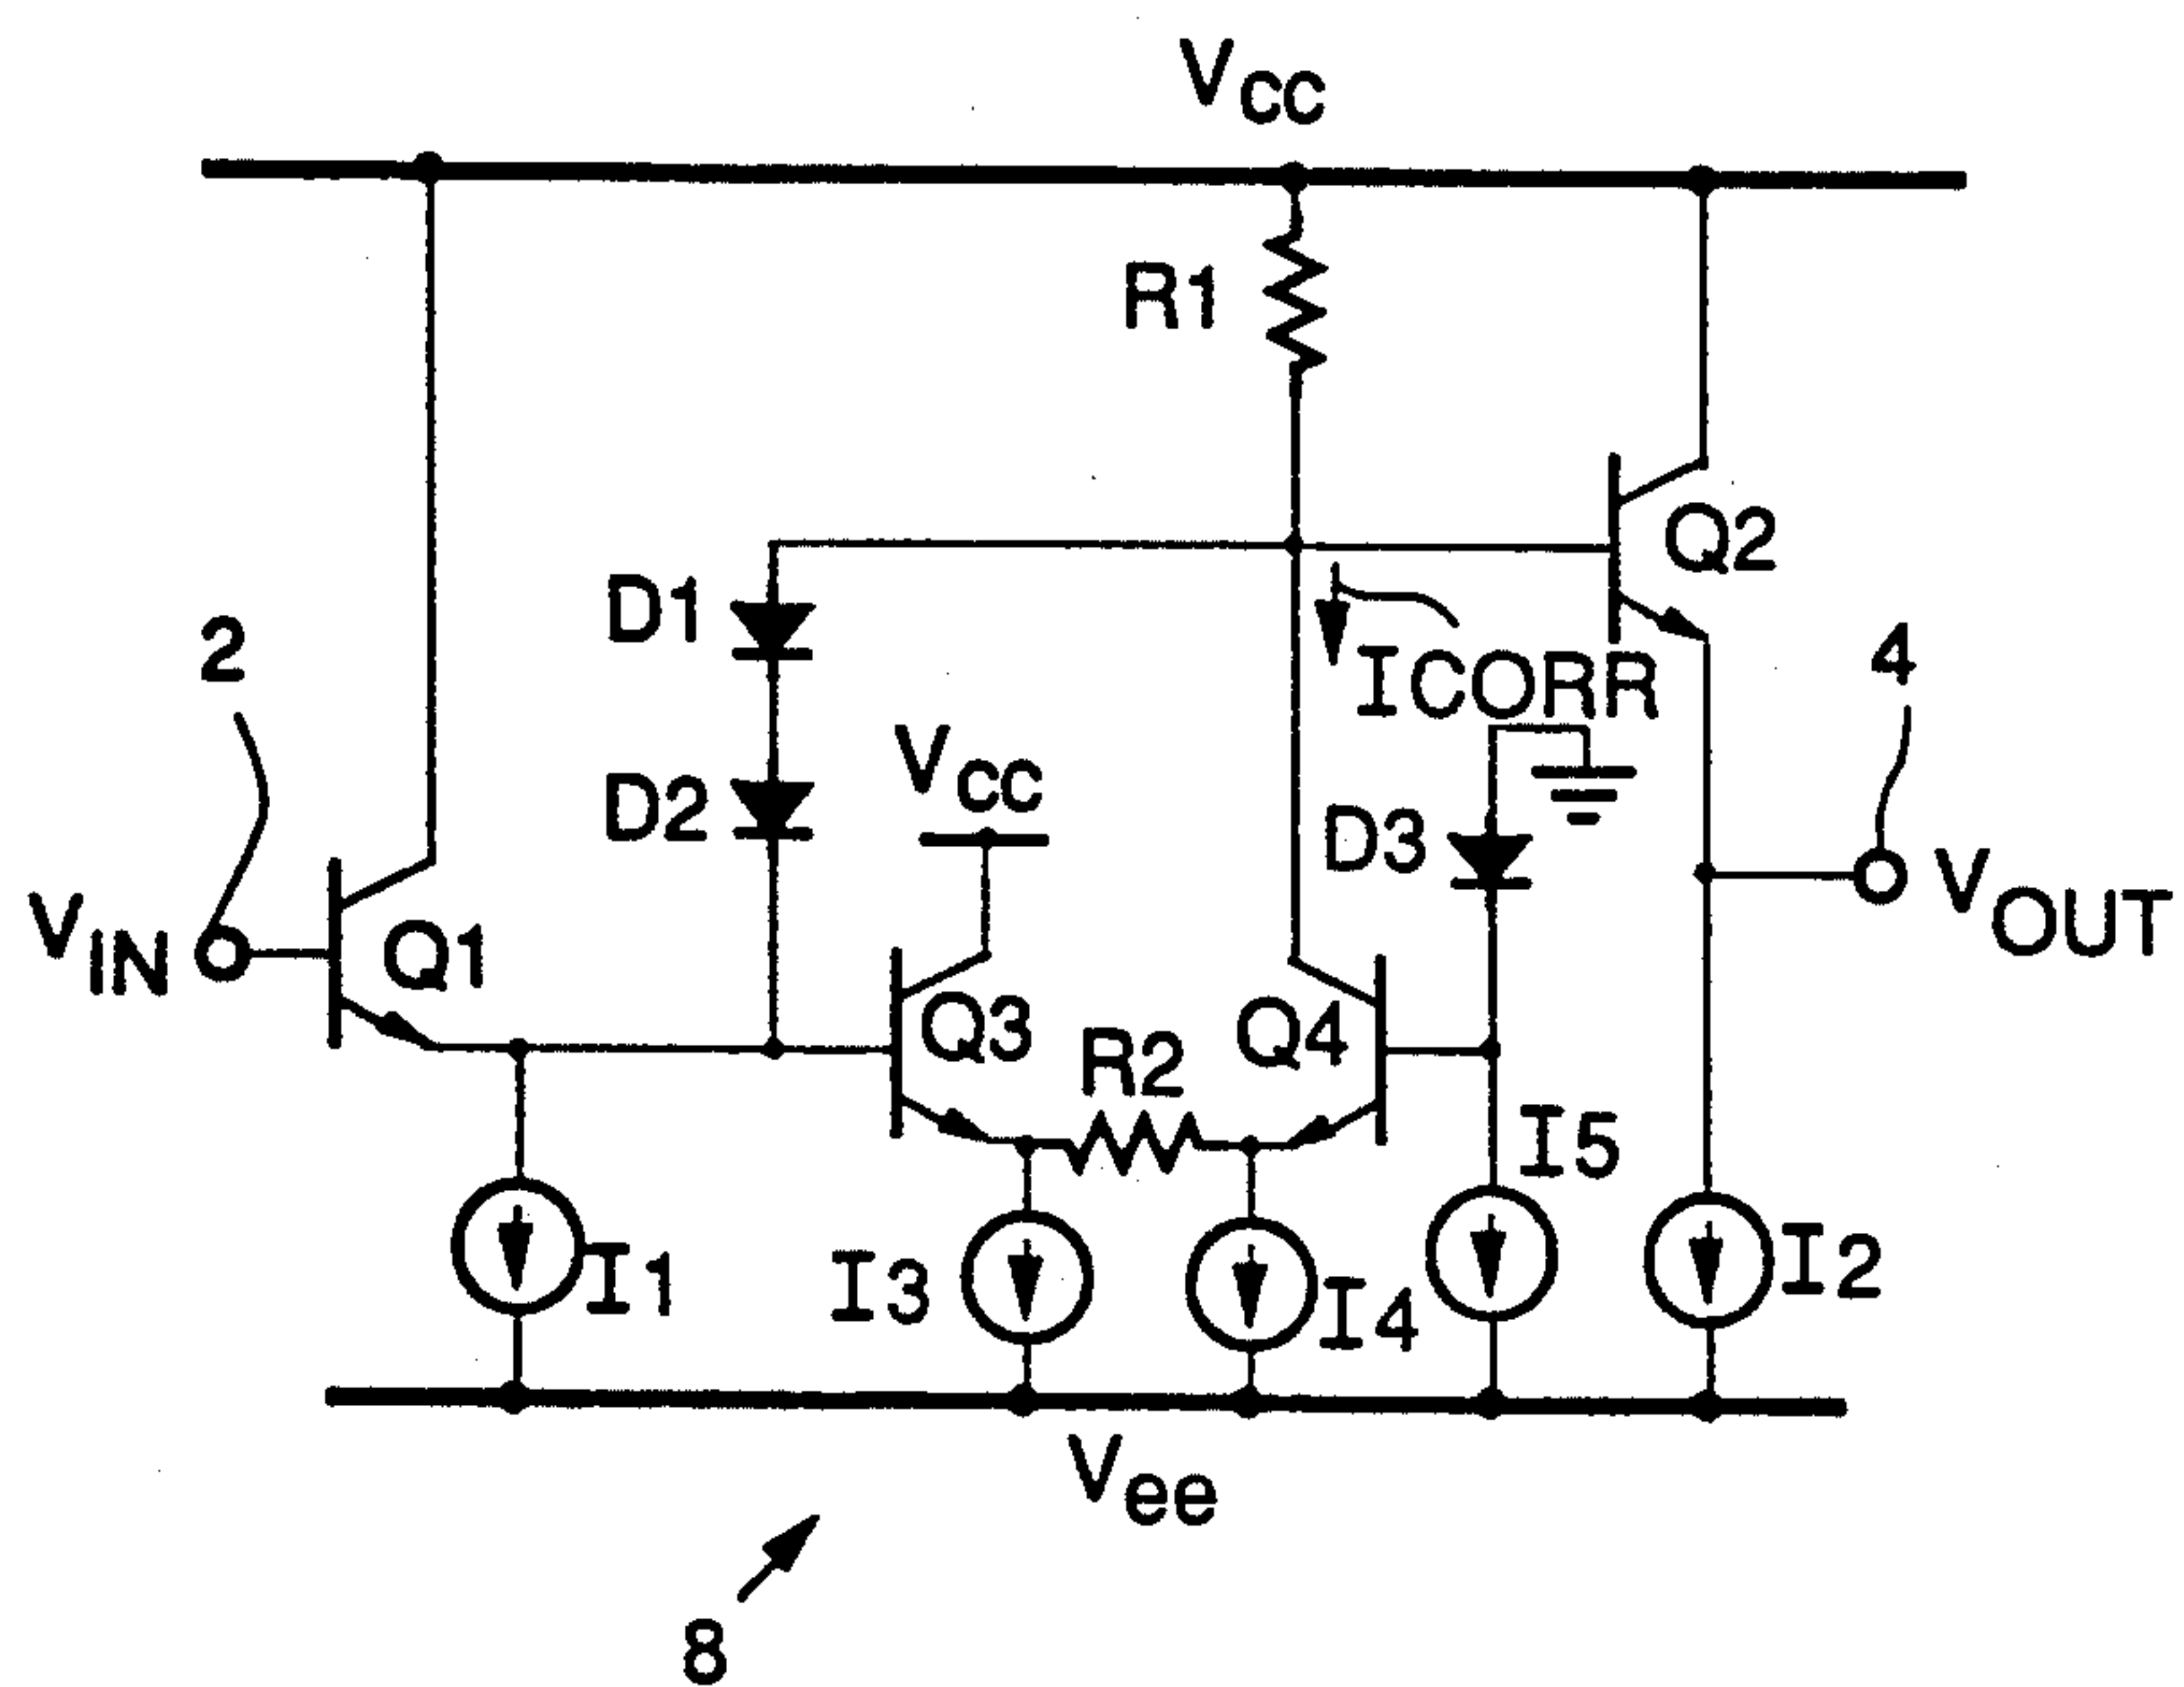 VCC
R1
Q2
D1
2
ICORR
4
VCC
D2
D3
VIN
Q1
VOUT
Q3
Q4
R2
I5
I1
I3
I4
I2
Vee
8